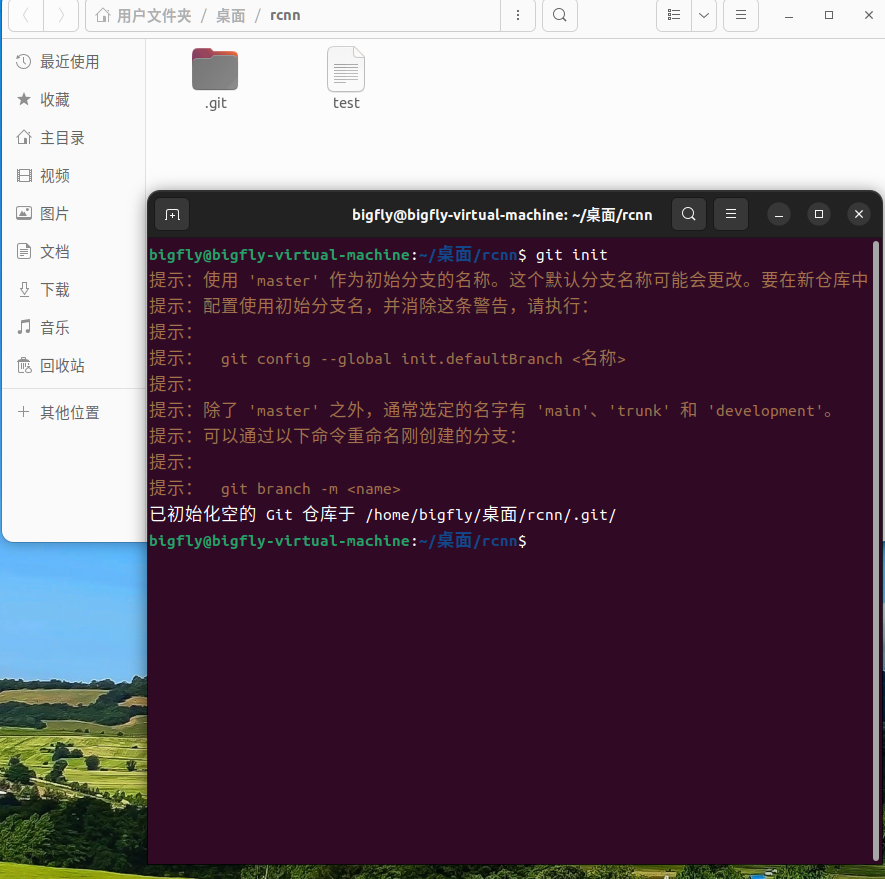 用户文件夹 / 桌面 / rcnn
最近使用
收藏
主目录
视频
图片
文档
下载
音乐
回收站
其他位置
.git
test
bigfly@bigfly-virtual-machine: ~/桌面/rcnn
bigfly@bigfly-virtual-machine:~/桌面/rcnn$ git init
提示：使用 'master' 作为初始分支的名称。这个默认分支名称可能会更改。要在新仓库中
提示：配置使用初始分支名，并消除这条警告，请执行：
提示：
提示：  git config --global init.defaultBranch <名称>
提示：
提示：除了 'master' 之外，通常选定的名字有 'main'、'trunk' 和 'development'。
提示：可以通过以下命令重命名刚创建的分支：
提示：
提示：  git branch -m <name>
已初始化空的 Git 仓库于 /home/bigfly/桌面/rcnn/.git/
bigfly@bigfly-virtual-machine:~/桌面/rcnn$